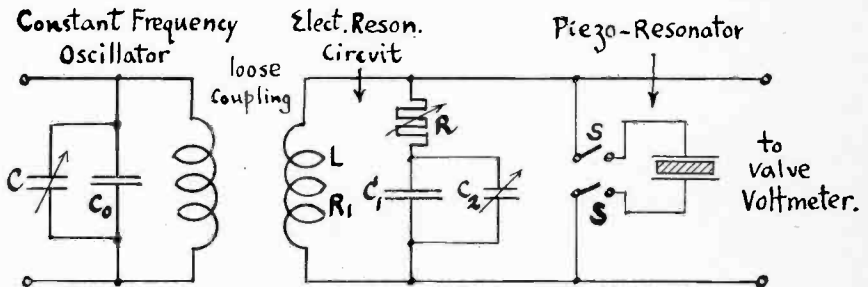 Constant Frequency
Oscillator
loose
Coupling
Elect. Reson.
Circuit
Piezo-Resonator
C
C₀
L
R₁
R
C₁
C₂
S
S
to
valve
Voltmeter.